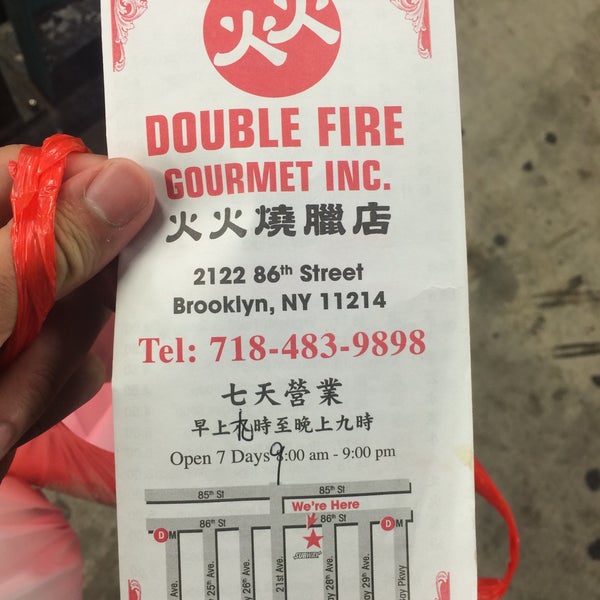 火火
DOUBLE FIRE
GOURMET INC.
火火燒臘店
2122 86th Street
Brooklyn, NY 11214
Tel: 718-483-9898
七天營業
早上九時至晚上九時
Open 7 Days 9:00 am - 9:00 pm
85th St 85th St
We're Here
D M 86th St 86th St D M
SUBWAY
Ave. 25th Ave. 26th Ave. 21st Ave. 28th Ave. 29th Ave. Pkwy